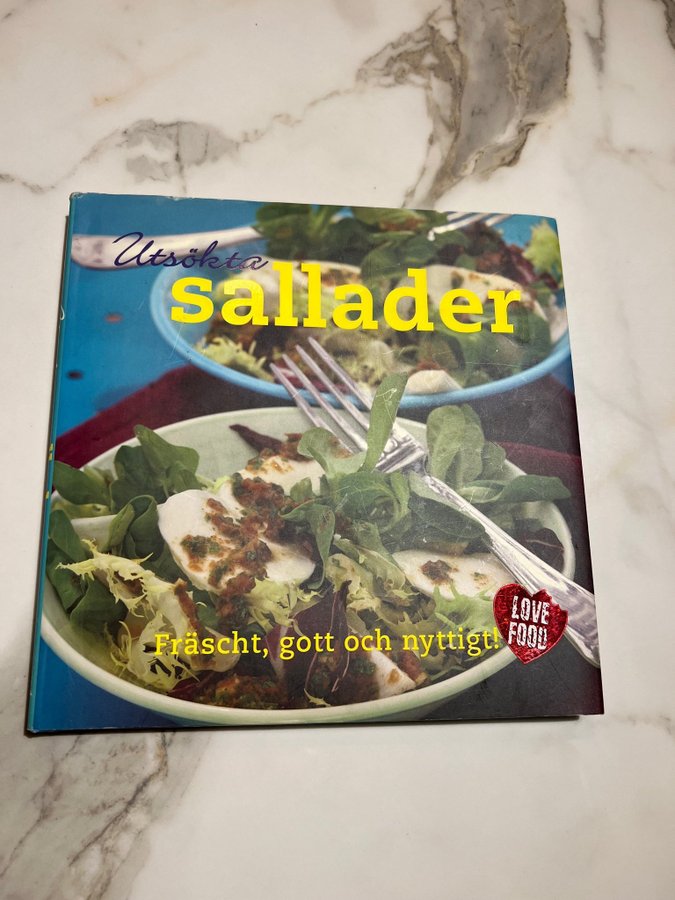 Utsökta
sallader
Fräscht, gott och nyttigt!
LOVE
FOOD